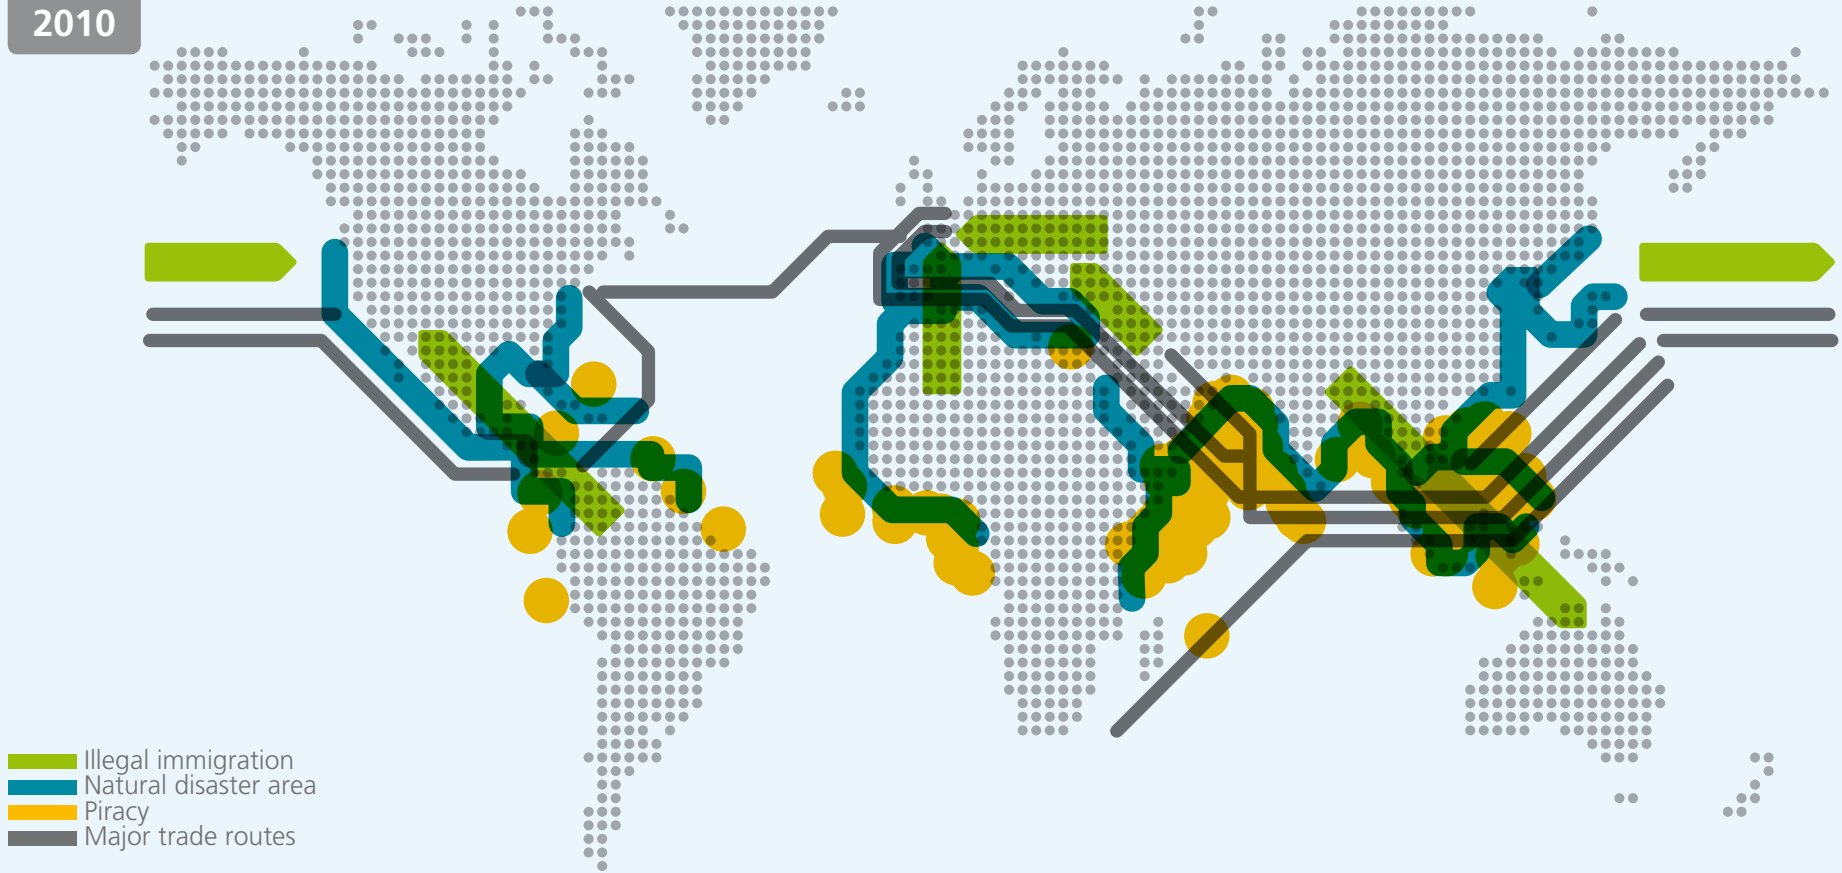 2010
Illegal immigration
Natural disaster area
Piracy
Major trade routes